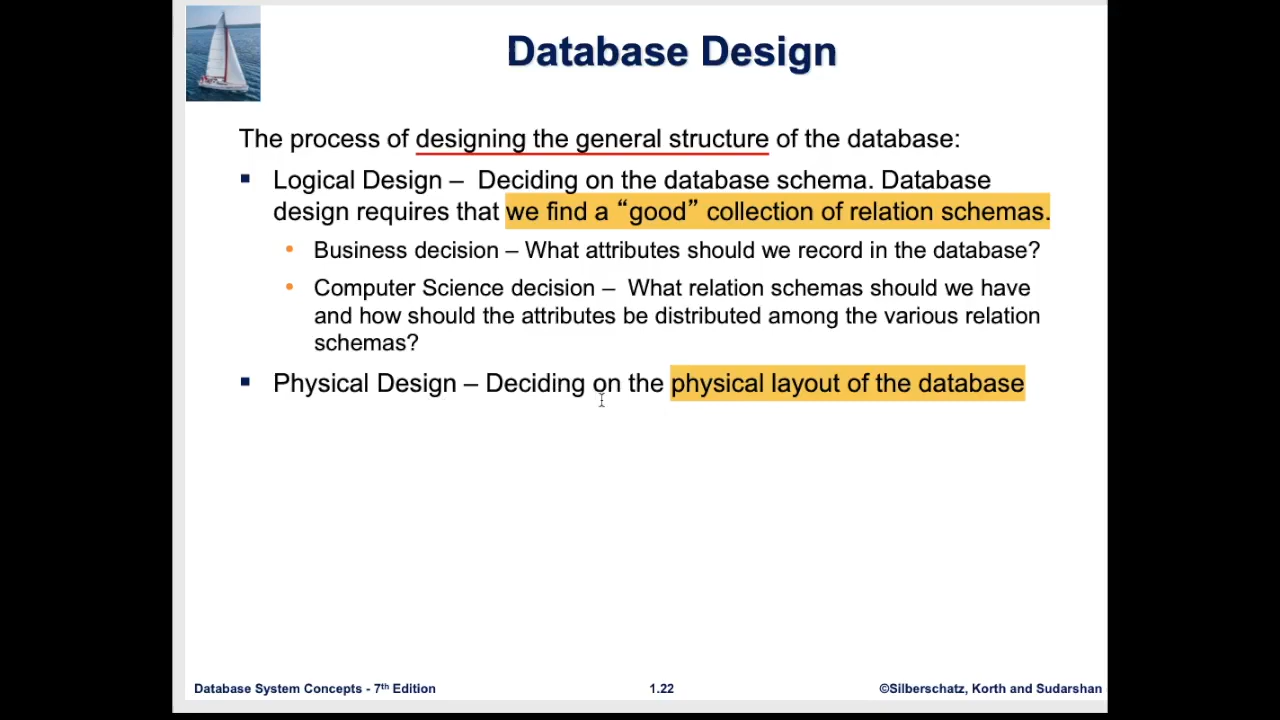 Database Design
The process of designing the general structure of the database:
▪ Logical Design – Deciding on the database schema. Database
design requires that we find a “good” collection of relation schemas.
• Business decision – What attributes should we record in the database?
• Computer Science decision – What relation schemas should we have
and how should the attributes be distributed among the various relation
schemas?
▪ Physical Design – Deciding on the physical layout of the database
Database System Concepts - 7th Edition
1.22
©Silberschatz, Korth and Sudarshan